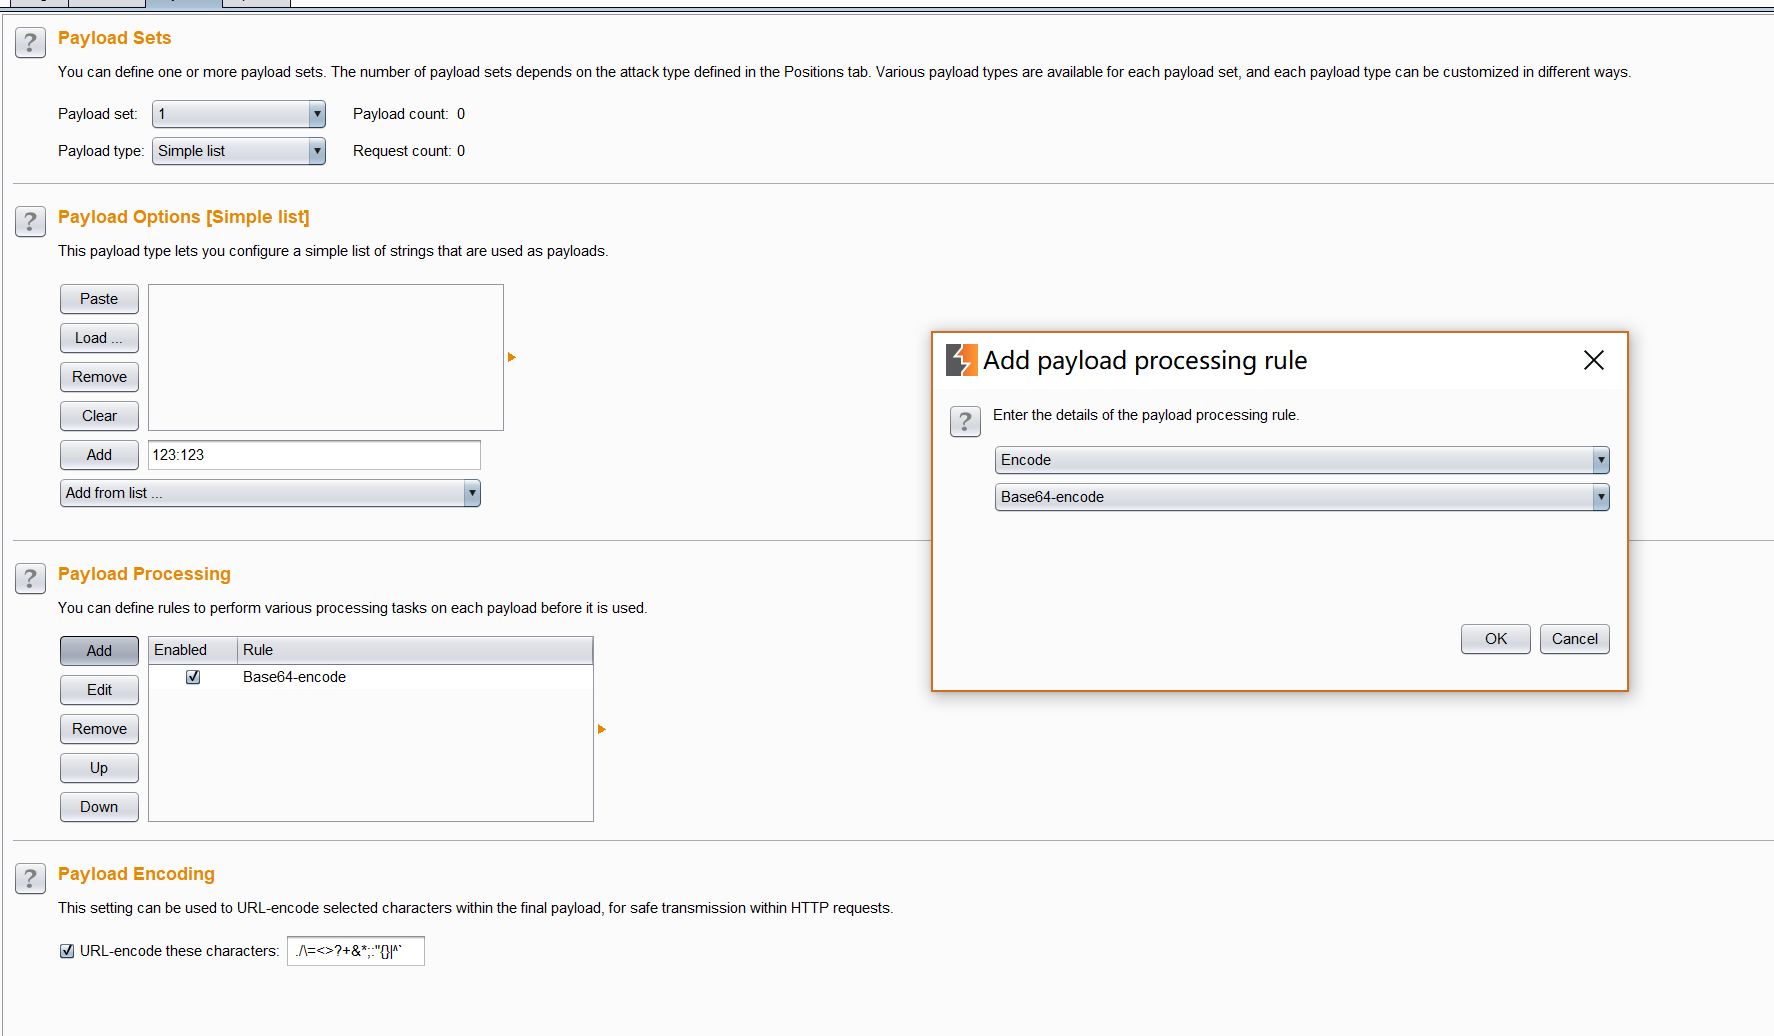 Payload Sets
You can define one or more payload sets. The number of payload sets depends on the attack type defined in the Positions tab. Various payload types are available for each payload set, and each payload type can be customized in different ways.
Payload set: 1 Payload count: 0
Payload type: Simple list Request count: 0
Payload Options [Simple list]
This payload type lets you configure a simple list of strings that are used as payloads.
Paste
Load ...
Remove
Clear
Add 123:123
Add from list ...
Add payload processing rule
Enter the details of the payload processing rule.
Encode
Base64-encode
OK Cancel
Payload Processing
You can define rules to perform various processing tasks on each payload before it is used.
Add Enabled Rule
Base64-encode
Edit
Remove
Up
Down
Payload Encoding
This setting can be used to URL-encode selected characters within the final payload, for safe transmission within HTTP requests.
URL-encode these characters: ./\=<>?+&*;:"{}|^`